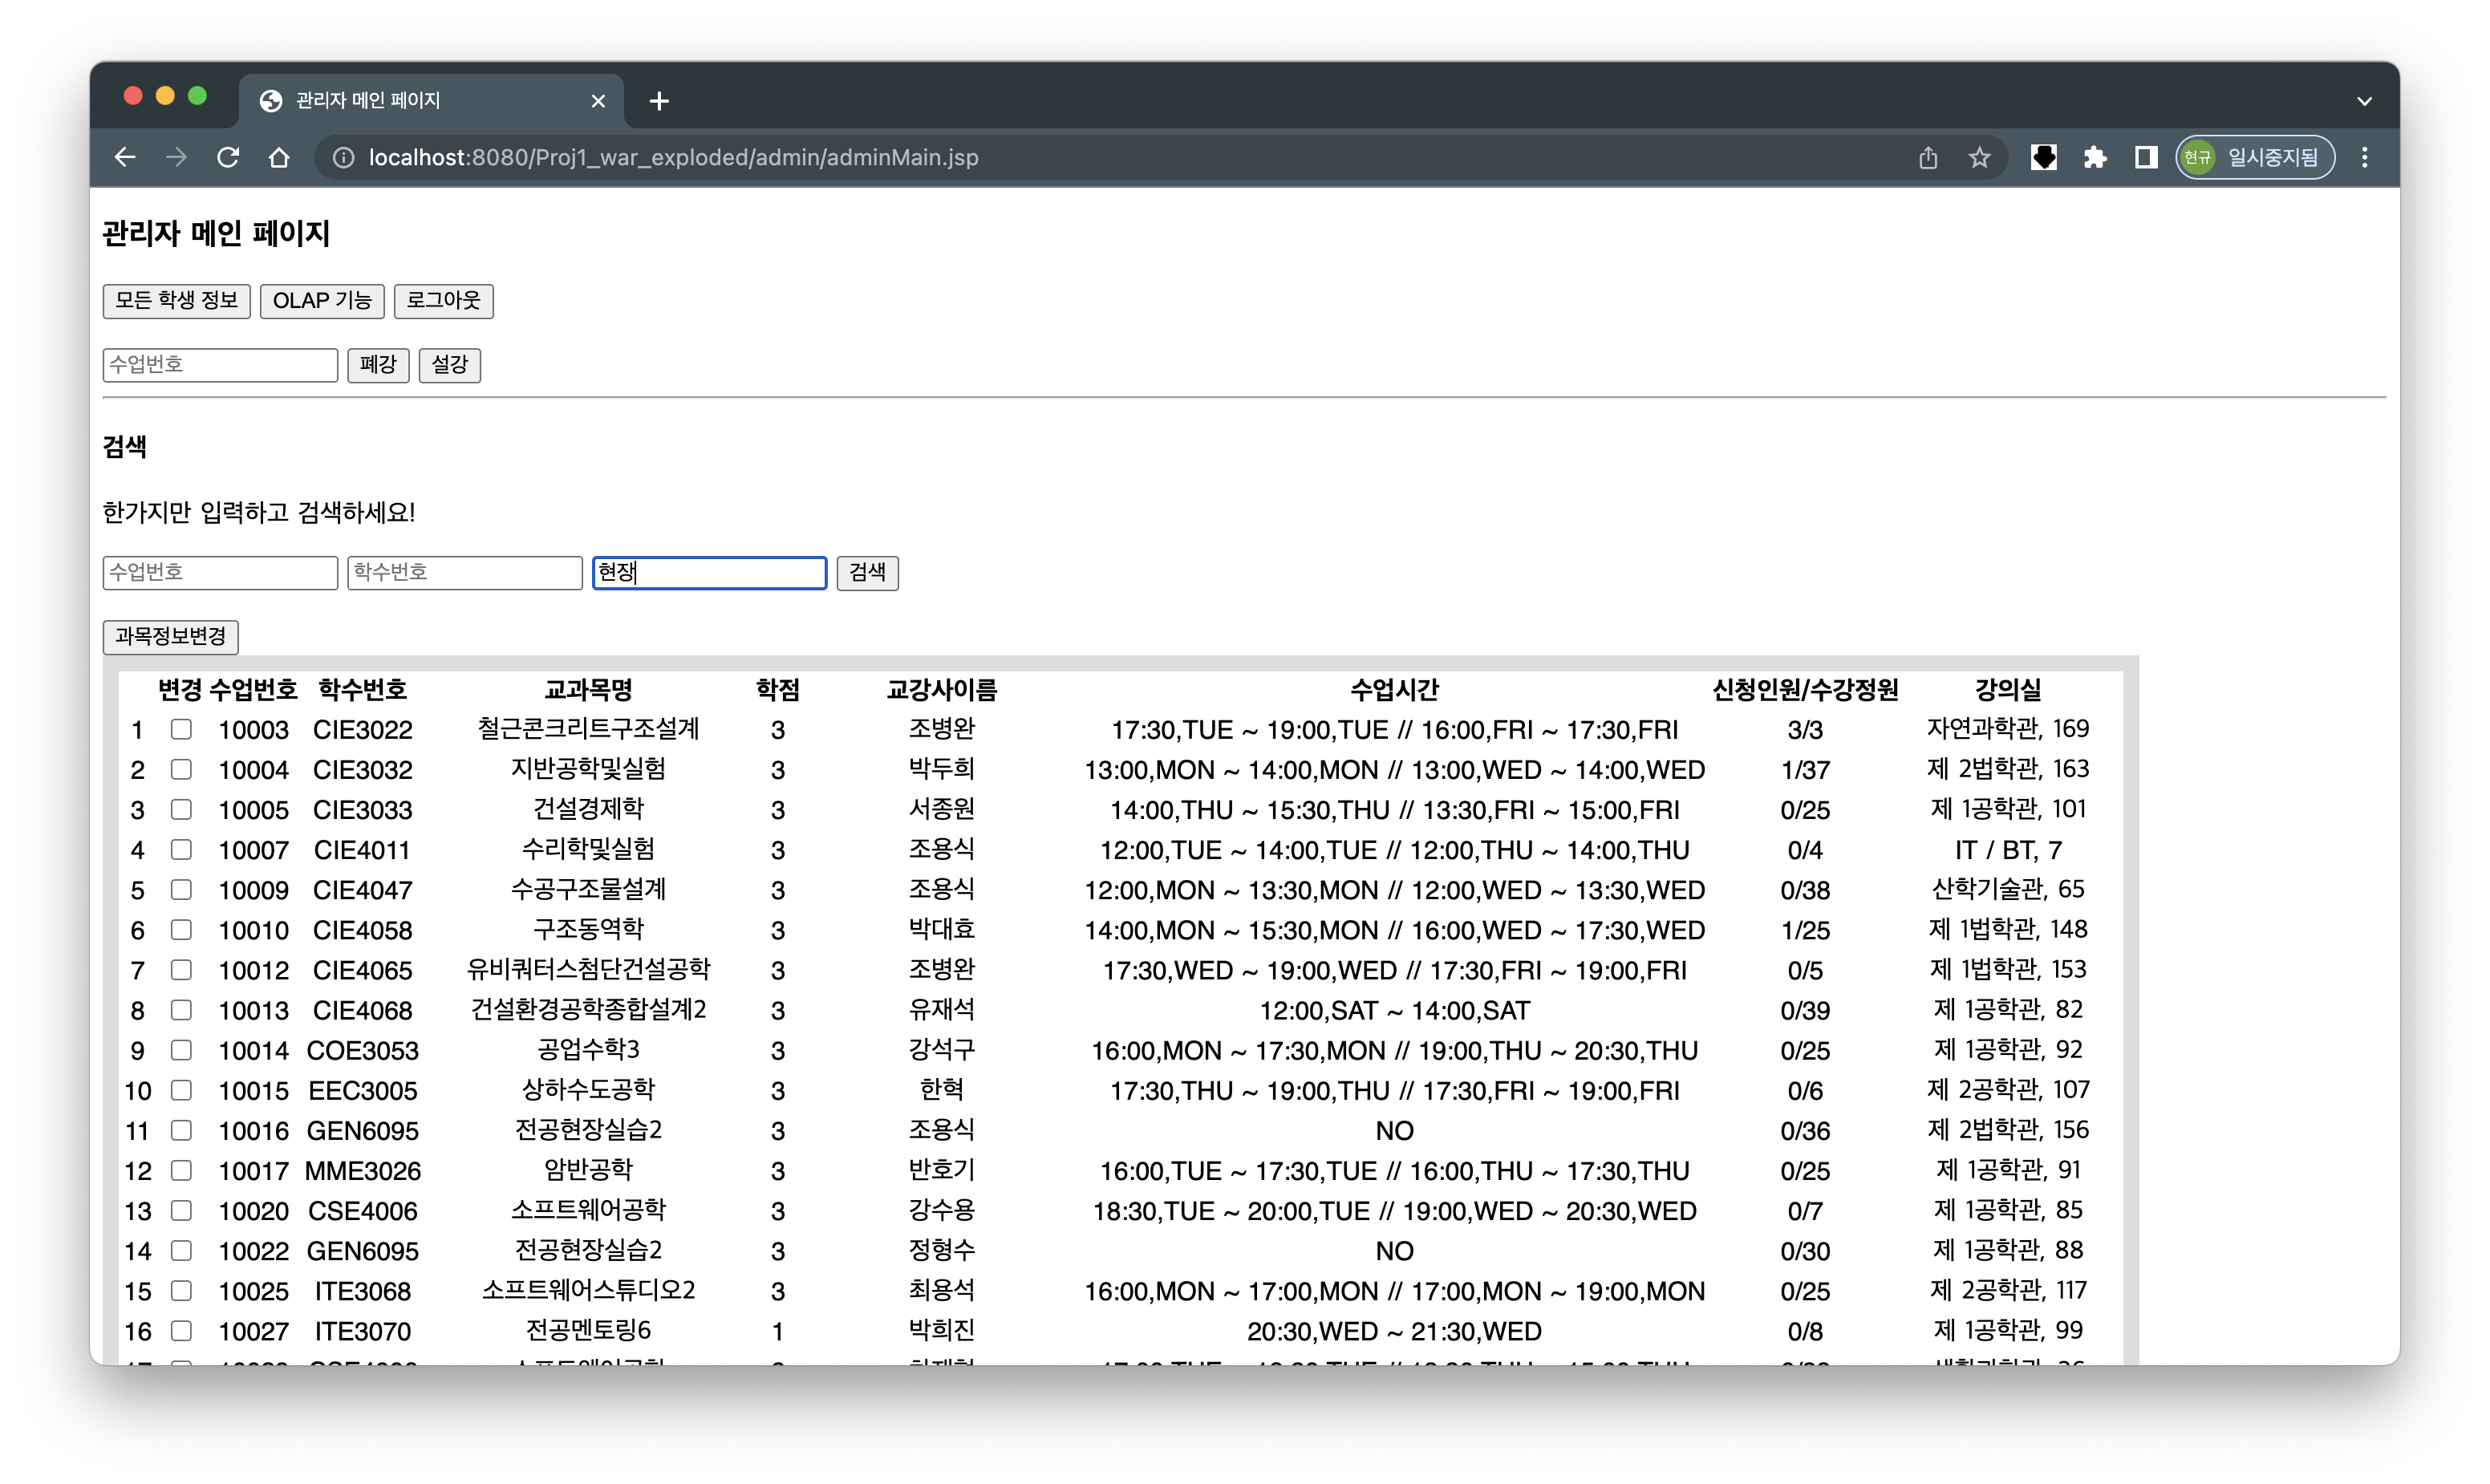 관리자 메인 페이지
localhost:8080/Proj1_war_exploded/admin/adminMain.jsp 현규 일시중지됨
관리자 메인 페이지
모든 학생 정보 OLAP 기능 로그아웃
수업번호 폐강 설강
검색
한가지만 입력하고 검색하세요!
수업번호 학수번호 현장 검색
과목정보변경
변경 수업번호 학수번호 교과목명 학점 교강사이름 수업시간 신청인원/수강정원 강의실
1 10003 CIE3022 철근콘크리트구조설계 3 조병완 17:30,TUE ~ 19:00,TUE // 16:00,FRI ~ 17:30,FRI 3/3 자연과학관, 169
2 10004 CIE3032 지반공학및실험 3 박두희 13:00,MON ~ 14:00,MON // 13:00,WED ~ 14:00,WED 1/37 제 2법학관, 163
3 10005 CIE3033 건설경제학 3 서종원 14:00,THU ~ 15:30,THU // 13:30,FRI ~ 15:00,FRI 0/25 제 1공학관, 101
4 10007 CIE4011 수리학및실험 3 조용식 12:00,TUE ~ 14:00,TUE // 12:00,THU ~ 14:00,THU 0/4 IT / BT, 7
5 10009 CIE4047 수공구조물설계 3 조용식 12:00,MON ~ 13:30,MON // 12:00,WED ~ 13:30,WED 0/38 산학기술관, 65
6 10010 CIE4058 구조동역학 3 박대효 14:00,MON ~ 15:30,MON // 16:00,WED ~ 17:30,WED 1/25 제 1법학관, 148
7 10012 CIE4065 유비쿼터스첨단건설공학 3 조병완 17:30,WED ~ 19:00,WED // 17:30,FRI ~ 19:00,FRI 0/5 제 1법학관, 153
8 10013 CIE4068 건설환경공학종합설계2 3 유재석 12:00,SAT ~ 14:00,SAT 0/39 제 1공학관, 82
9 10014 COE3053 공업수학3 3 강석구 16:00,MON ~ 17:30,MON // 19:00,THU ~ 20:30,THU 0/25 제 1공학관, 92
10 10015 EEC3005 상하수도공학 3 한혁 17:30,THU ~ 19:00,THU // 17:30,FRI ~ 19:00,FRI 0/6 제 2공학관, 107
11 10016 GEN6095 전공현장실습2 3 조용식 NO 0/36 제 2법학관, 156
12 10017 MME3026 암반공학 3 반호기 16:00,TUE ~ 17:30,TUE // 16:00,THU ~ 17:30,THU 0/25 제 1공학관, 91
13 10020 CSE4006 소프트웨어공학 3 강수용 18:30,TUE ~ 20:00,TUE // 19:00,WED ~ 20:30,WED 0/7 제 1공학관, 85
14 10022 GEN6095 전공현장실습2 3 정형수 NO 0/30 제 1공학관, 88
15 10025 ITE3068 소프트웨어스튜디오2 3 최용석 16:00,MON ~ 17:00,MON // 17:00,MON ~ 19:00,MON 0/25 제 2공학관, 117
16 10027 ITE3070 전공멘토링6 1 박희진 20:30,WED ~ 21:30,WED 0/8 제 1공학관, 99